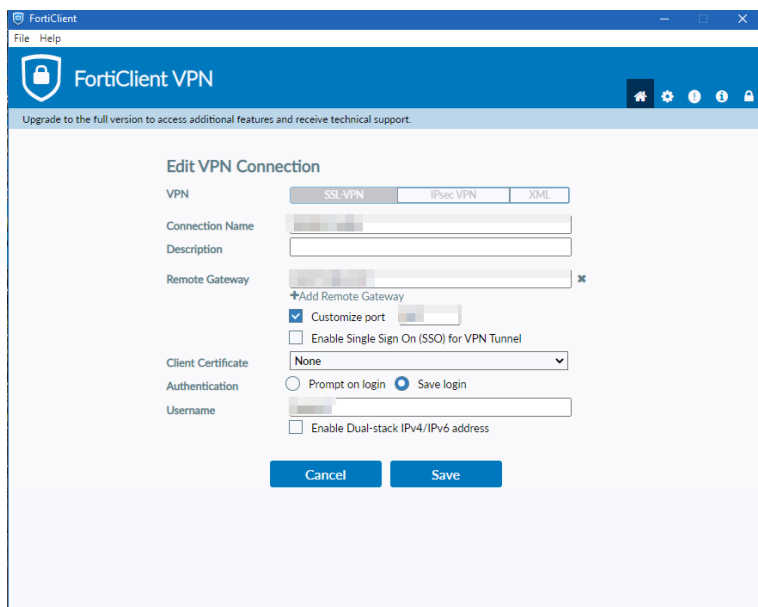 FortiClient
File Help
FortiClient VPN
Upgrade to the full version to access additional features and receive technical support.
Edit VPN Connection
VPN SSL-VPN IPsec VPN XML
Connection Name
Description
Remote Gateway
+Add Remote Gateway
Customize port
Enable Single Sign On (SSO) for VPN Tunnel
Client Certificate None
Authentication Prompt on login Save login
Username
Enable Dual-stack IPv4/IPv6 address
Cancel Save